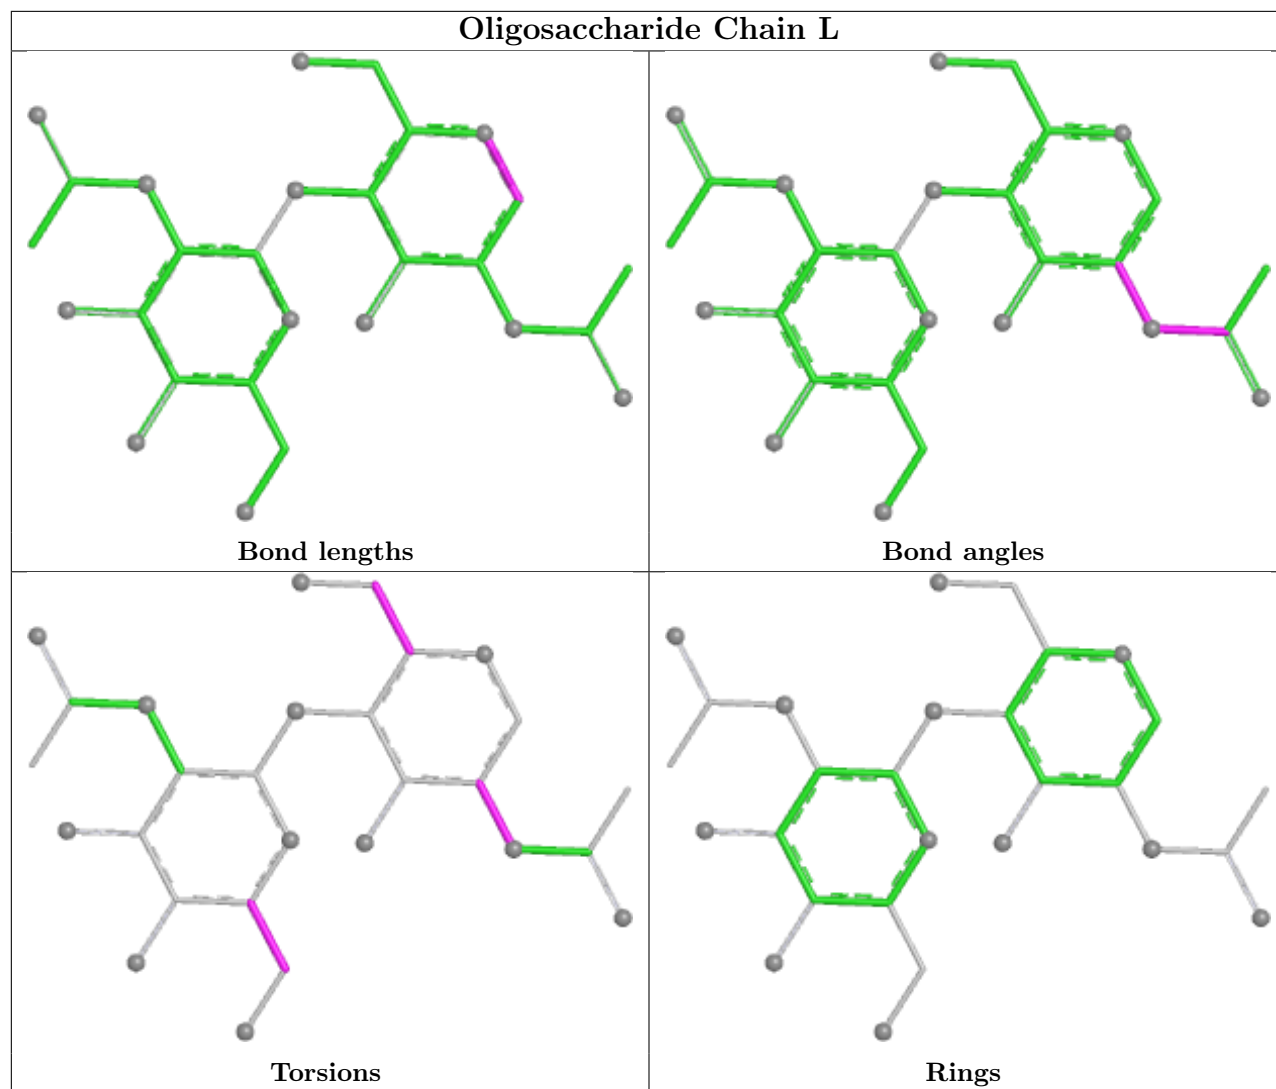 Oligosaccharide Chain L
Bond lengths
Bond angles
Torsions
Rings